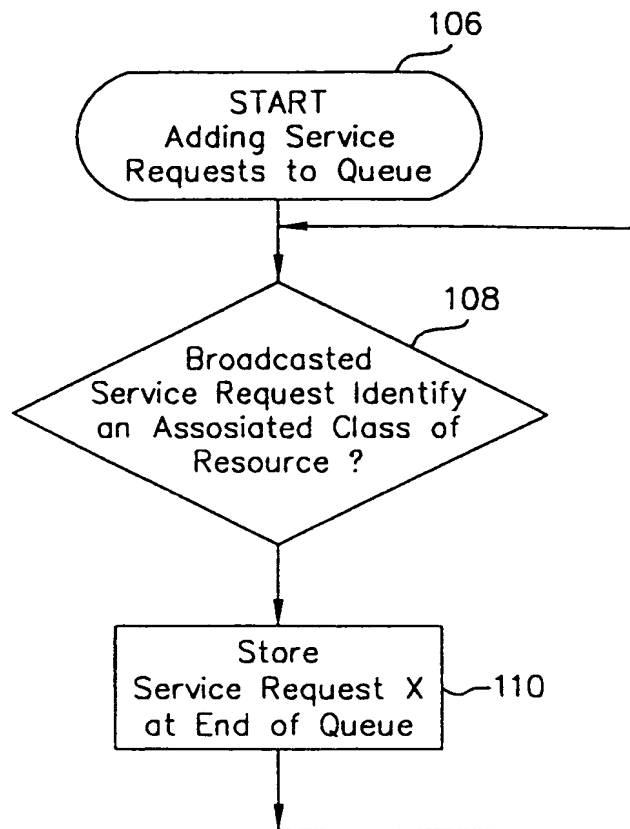 106
START
Adding Service
Requests to Queue
108
Broadcasted
Service Request Identify
an Assosiated Class of
Resource ?
Store
Service Request X
at End of Queue
110